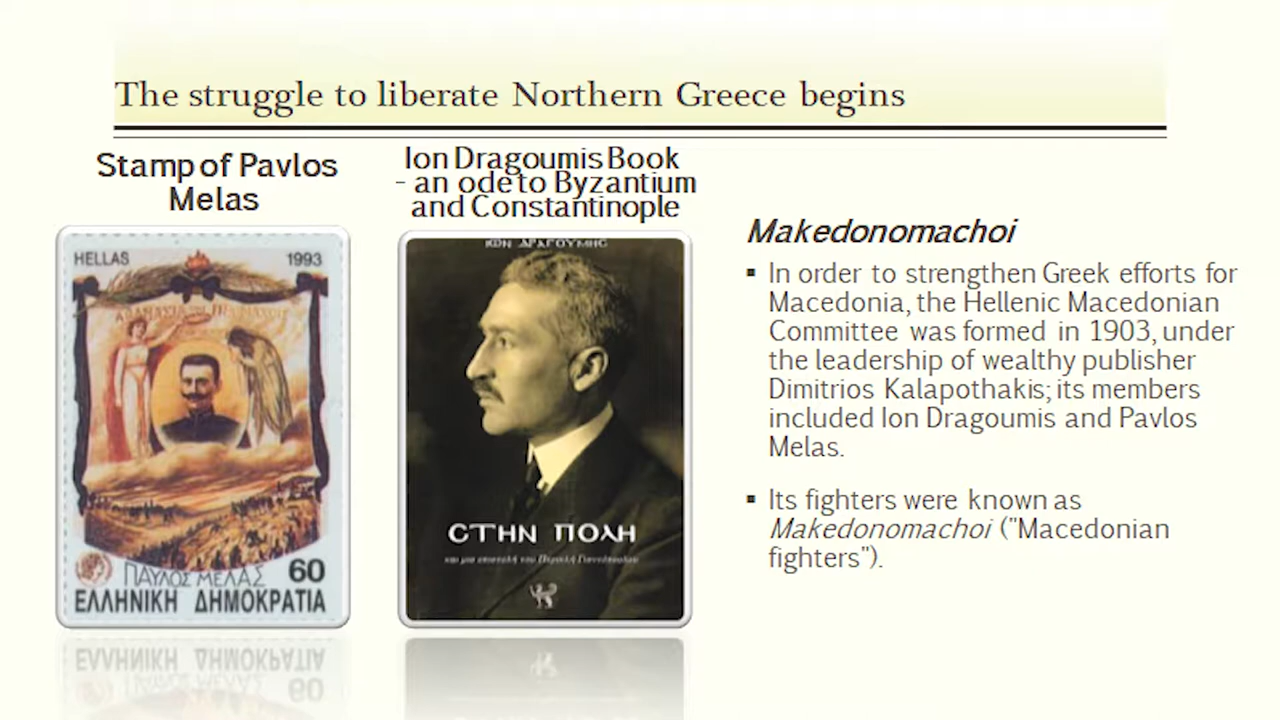 The struggle to liberate Northern Greece begins
Stamp of Pavlos
Melas
HELLAS 1993
ΠΑΥΛΟΣ ΜΕΛΑΣ 60
ΕΛΛΗΝΙΚΗ ΔΗΜΟΚΡΑΤΙΑ
Ion Dragoumis Book
- an ode to Byzantium
and Constantinople
ΙΩΝ ΔΡΑΓΟΥΜΗΣ
ΣΤΗΝ ΠΟΛΗ
Makedonomachoi
▪ In order to strengthen Greek efforts for
Macedonia, the Hellenic Macedonian
Committee was formed in 1903, under
the leadership of wealthy publisher
Dimitrios Kalapothakis; its members
included Ion Dragoumis and Pavlos
Melas.
▪ Its fighters were known as
Makedonomachoi ("Macedonian
fighters").